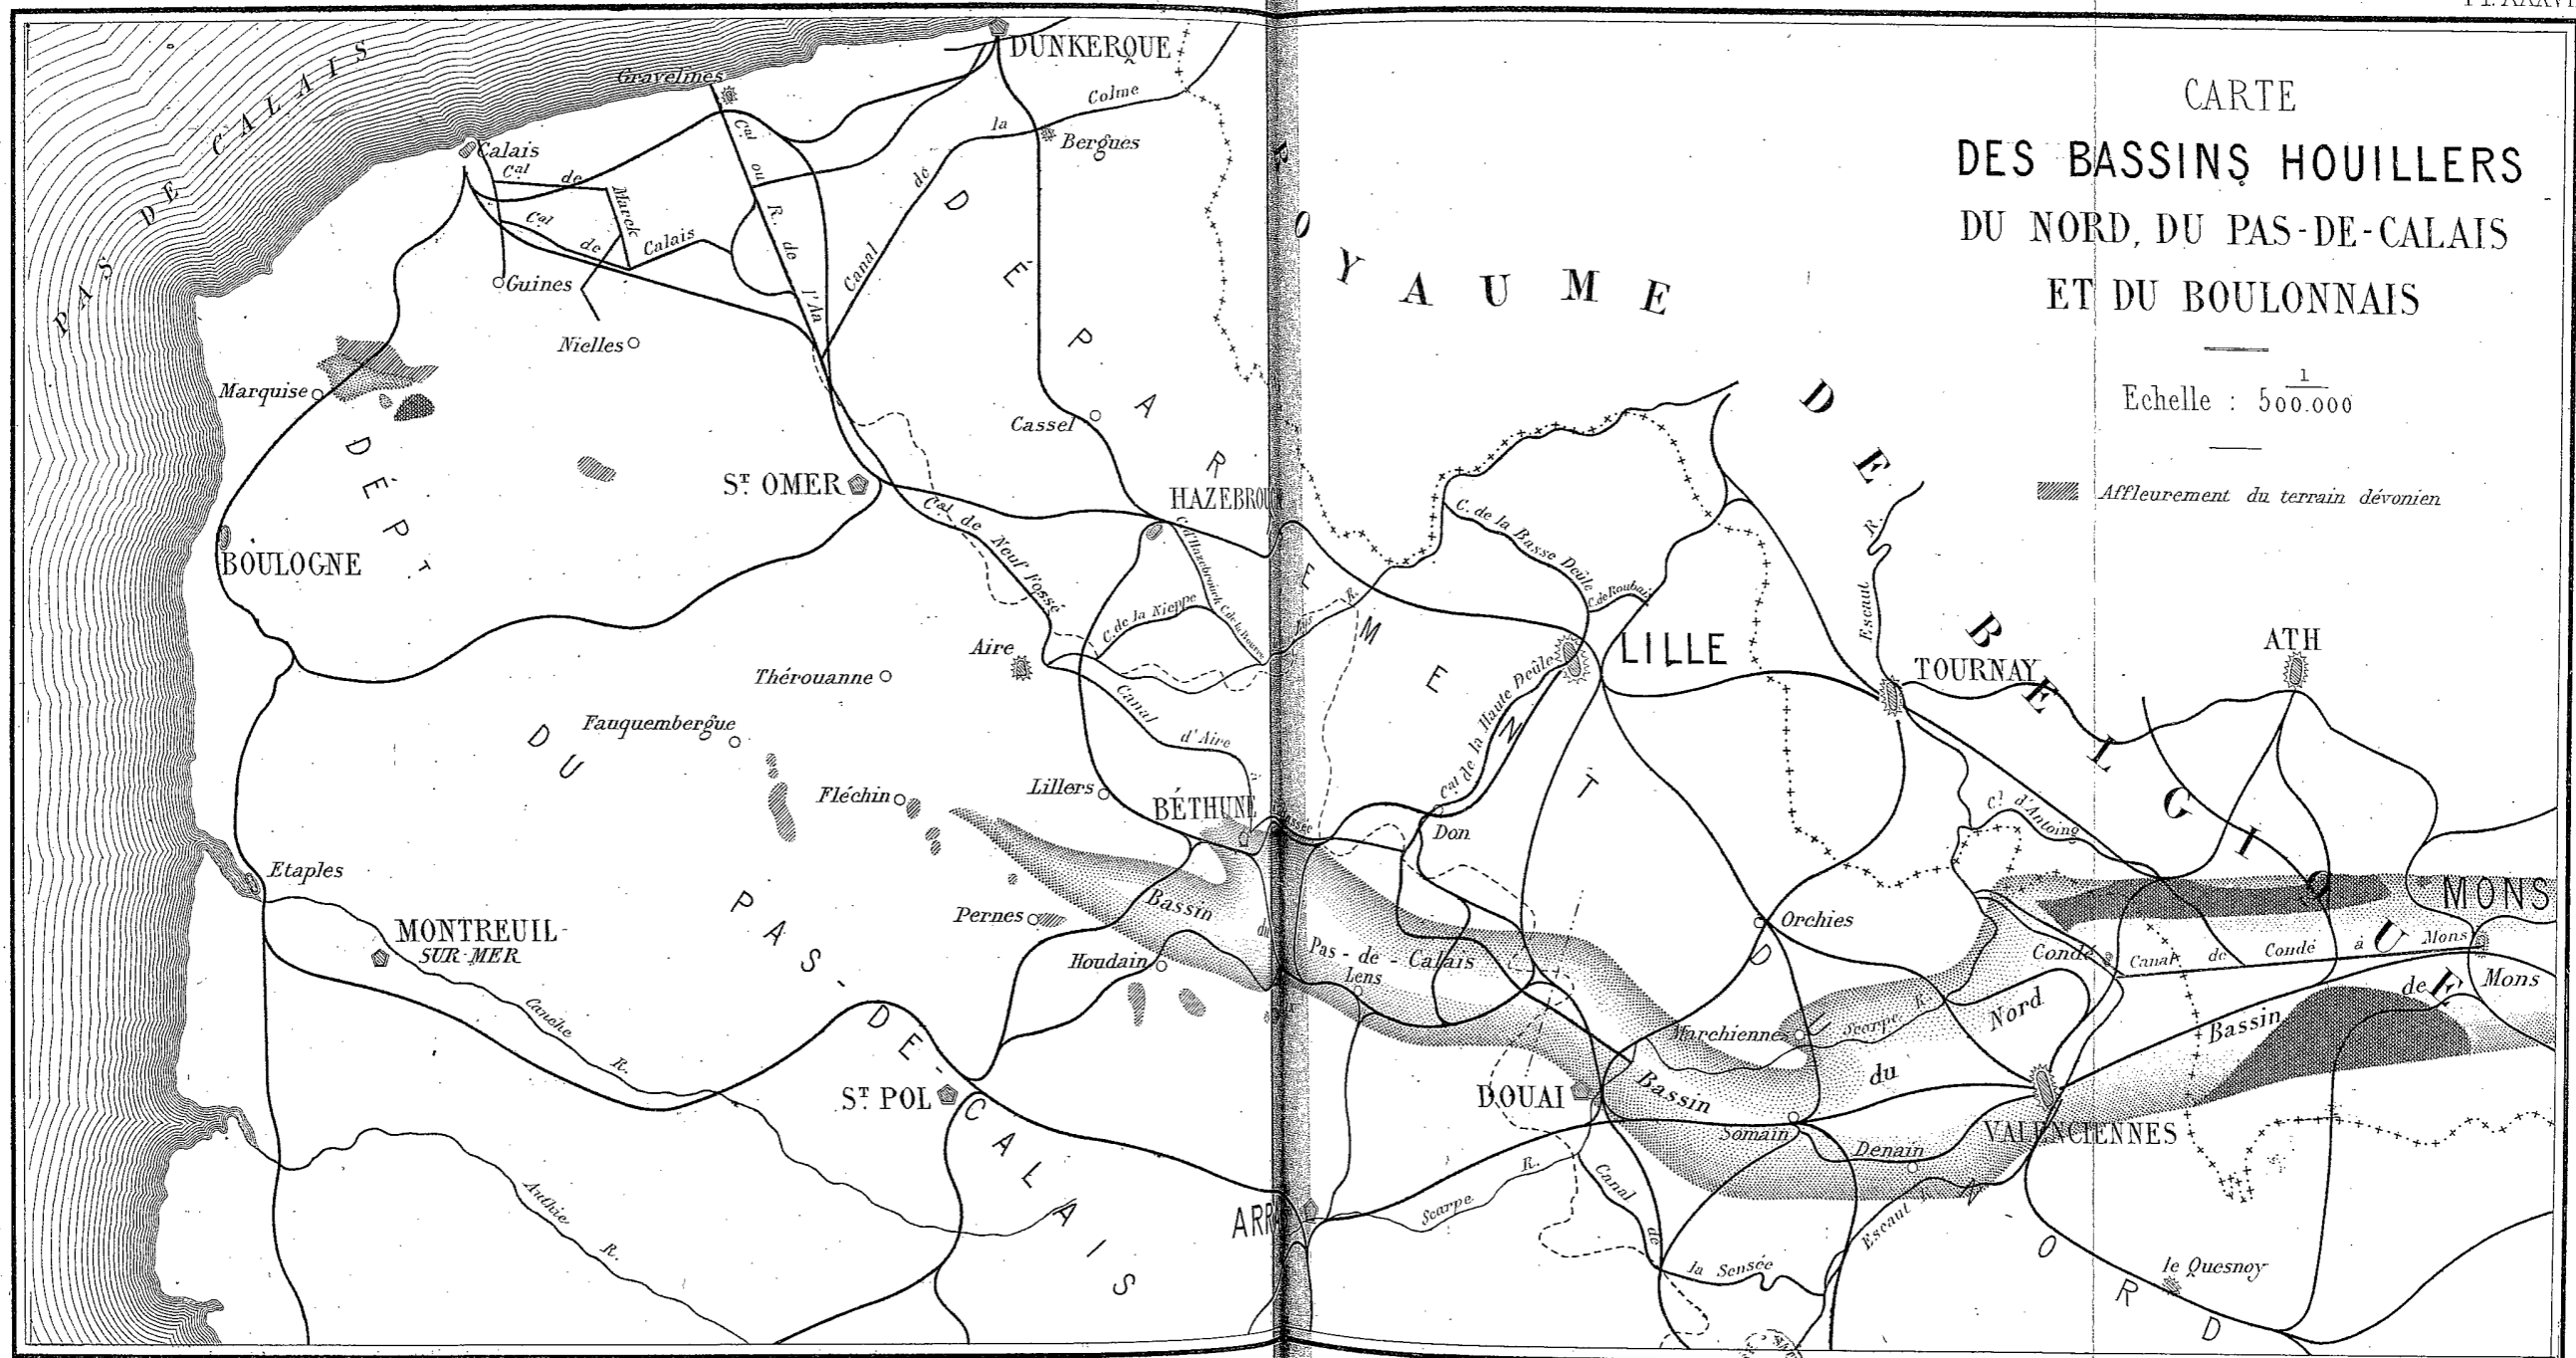 CARTE
DES BASSINS HOUILLERS
DU NORD, DU PAS-DE-CALAIS
ET DU BOULONNAIS
Echelle : 1/500.000
Affleurement du terrain dévonien
PAS DE CALAIS
DUNKERQUE
Gravelines
Colme
la
de
Canal
Bergues
Calais
Cal de Marck
Cal de Calais
Cal ou R. de l'Aa
Guines
Nielles
Marquise
Cassel
ROYAUME DE BELGIQUE
ST OMER
HAZEBROU
BOULOGNE
Cal de Neuf Fossé
C. d'Hazebrouck
C. de la Nieppe
C. de la Bourre
Lys R.
C. de la Basse Deûle
C. de Roubaix
Escaut R.
LILLE
TOURNAY
ATH
Aire
Thérouanne
Fauquembergue
Canal d'Aire à
Cal de la Haute Deûle
Fléchin
Lillers
BÉTHUNE
Don
Cl d'Antoing
Etaples
MONTREUIL-
SUR-MER
Pernes
Houdain
Bassin du Pas-de-Calais
Lens
Orchies
MONS
Condé
Canal de Condé à Mons
Mons
Canche R.
Marchiennes
Scarpe R.
Bassin du Nord
Bassin de Mons
ST POL
DOUAI
Somain
Denain
VALENCIENNES
Authie R.
ARR
Scarpe R.
Canal de la Sensée
Escaut
le Quesnoy
DÉPT DU PAS-DE-CALAIS
DÉPARTEMENT DU NORD